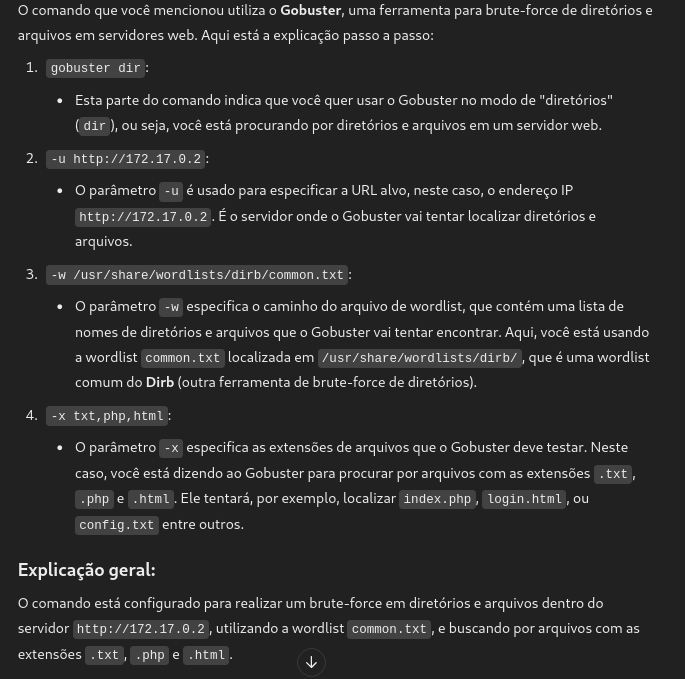 O comando que você mencionou utiliza o Gobuster, uma ferramenta para brute-force de diretórios e
arquivos em servidores web. Aqui está a explicação passo a passo:
1. gobuster dir:
• Esta parte do comando indica que você quer usar o Gobuster no modo de "diretórios"
(dir), ou seja, você está procurando por diretórios e arquivos em um servidor web.
2. -u http://172.17.0.2:
• O parâmetro -u é usado para especificar a URL alvo, neste caso, o endereço IP
http://172.17.0.2. É o servidor onde o Gobuster vai tentar localizar diretórios e
arquivos.
3. -w /usr/share/wordlists/dirb/common.txt:
• O parâmetro -w especifica o caminho do arquivo de wordlist, que contém uma lista de
nomes de diretórios e arquivos que o Gobuster vai tentar encontrar. Aqui, você está usando
a wordlist common.txt localizada em /usr/share/wordlists/dirb/, que é uma wordlist
comum do Dirb (outra ferramenta de brute-force de diretórios).
4. -x txt,php,html:
• O parâmetro -x especifica as extensões de arquivos que o Gobuster deve testar. Neste
caso, você está dizendo ao Gobuster para procurar por arquivos com as extensões .txt,
.php e .html. Ele tentará, por exemplo, localizar index.php, login.html, ou
config.txt entre outros.
Explicação geral:
O comando está configurado para realizar um brute-force em diretórios e arquivos dentro do
servidor http://172.17.0.2, utilizando a wordlist common.txt, e buscando por arquivos com as
extensões .txt, .php e .html.